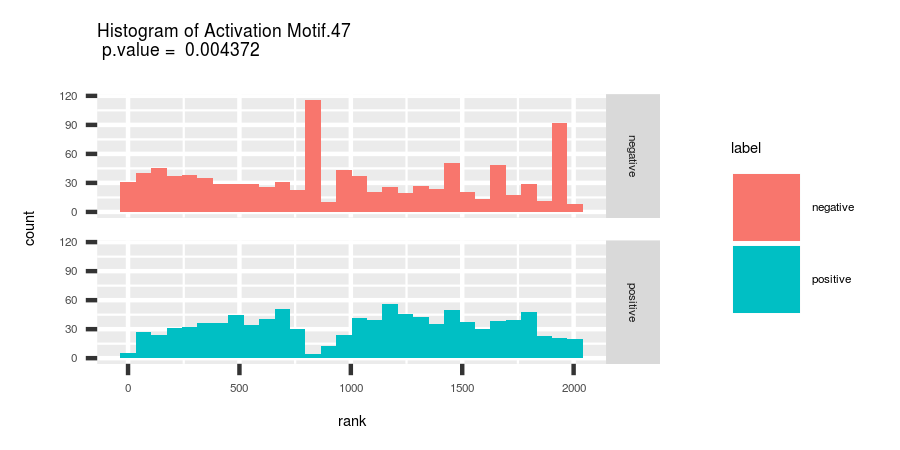 Histogram of Activation Motif.47
p.value = 0.004372
count
120
90
60
30
0
negative
120
90
60
30
0
positive
0 500 1000 1500 2000
rank
label
negative
positive